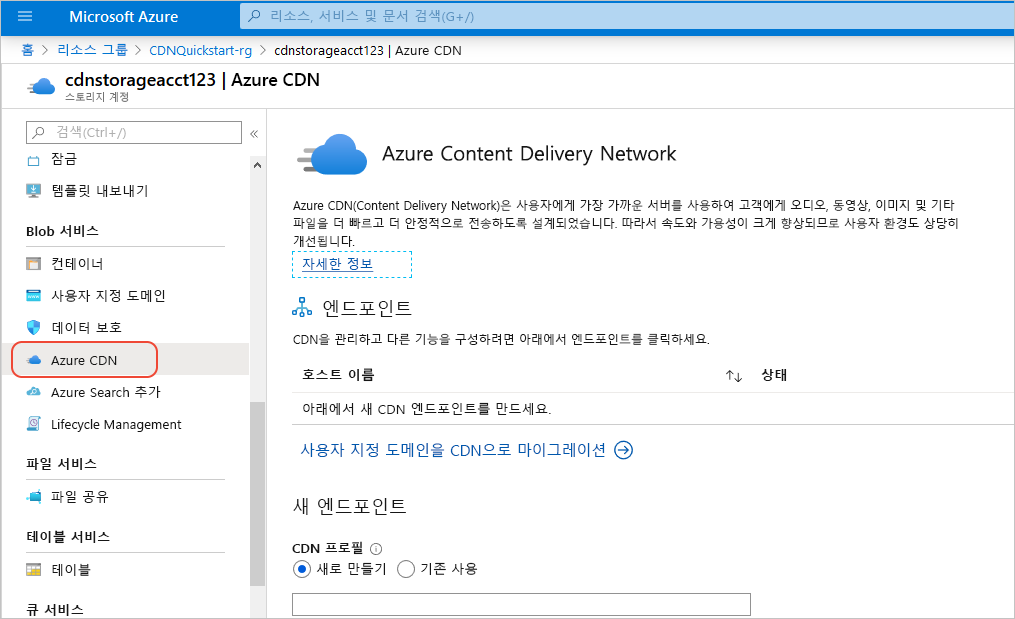 Microsoft Azure
리소스, 서비스 및 문서 검색(G+/)
홈 > 리소스 그룹 > CDNQuickstart-rg > cdnstorageacct123 | Azure CDN
cdnstorageacct123 | Azure CDN
스토리지 계정
검색(Ctrl+/)
«
잠금
템플릿 내보내기
Blob 서비스
컨테이너
사용자 지정 도메인
데이터 보호
Azure CDN
Azure Search 추가
Lifecycle Management
파일 서비스
파일 공유
테이블 서비스
테이블
큐 서비스
Azure Content Delivery Network
Azure CDN(Content Delivery Network)은 사용자에게 가장 가까운 서버를 사용하여 고객에게 오디오, 동영상, 이미지 및 기타
파일을 더 빠르고 더 안정적으로 전송하도록 설계되었습니다. 따라서 속도와 가용성이 크게 향상되므로 사용자 환경도 상당히
개선됩니다.
자세한 정보
엔드포인트
CDN을 관리하고 다른 기능을 구성하려면 아래에서 엔드포인트를 클릭하세요.
호스트 이름 ↑↓ 상태
아래에서 새 CDN 엔드포인트를 만드세요.
사용자 지정 도메인을 CDN으로 마이그레이션
새 엔드포인트
CDN 프로필
새로 만들기 기존 사용